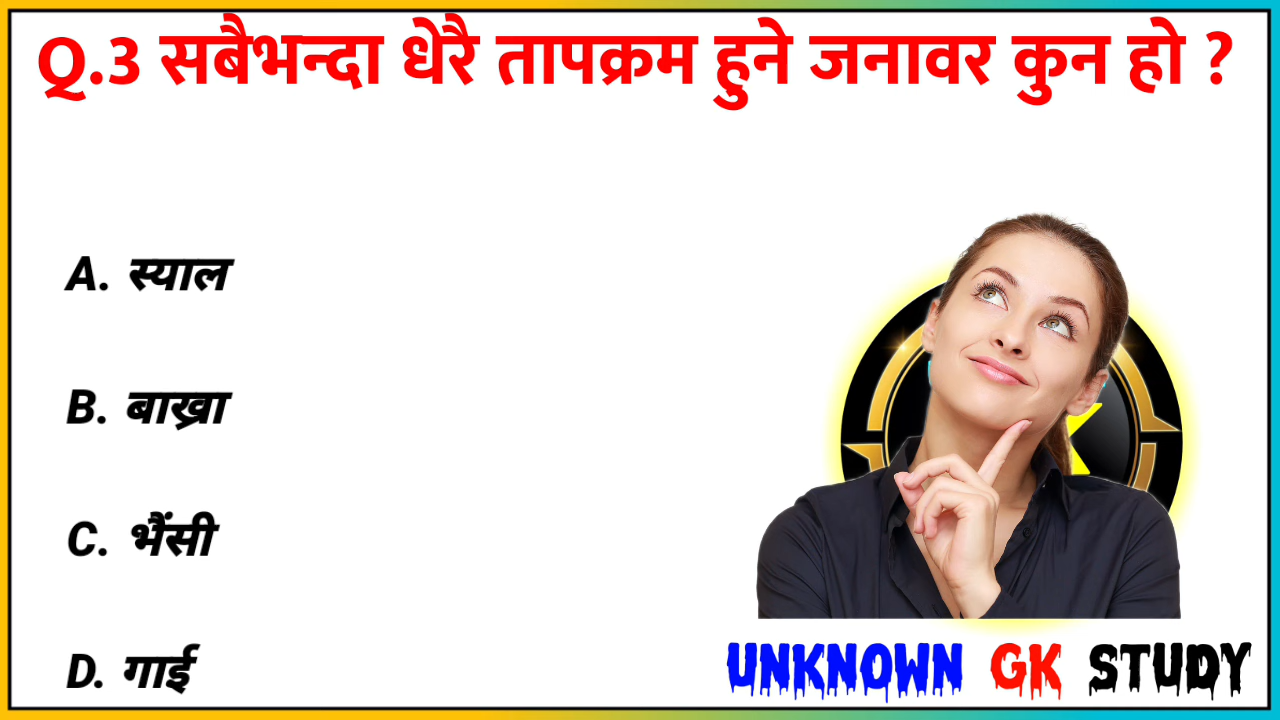 Q.3 सबैभन्दा धेरै तापक्रम हुने जनावर कुन हो ?
A. स्याल
B. बाख्रा
C. भैंसी
D. गाई
UNKNOWN GK STUDY